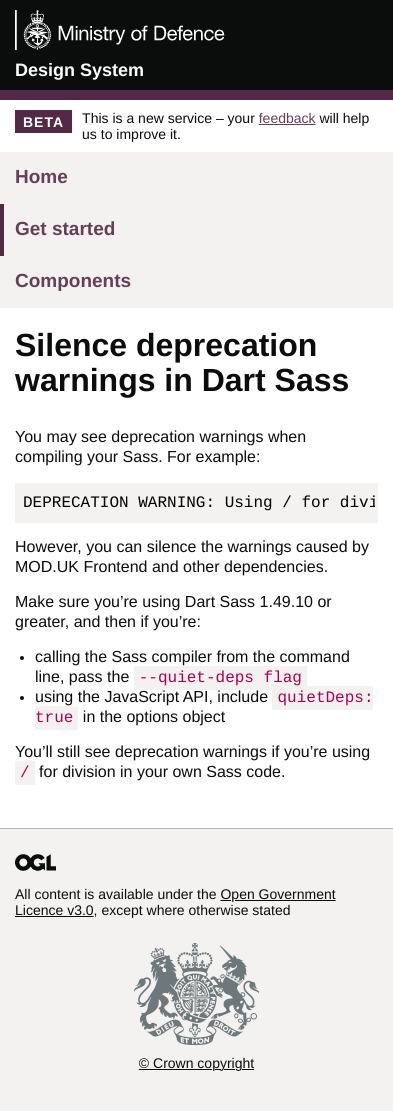 Ministry of Defence
Design System
BETA
This is a new service – your feedback will help
us to improve it.
Home
Get started
Components
Silence deprecation
warnings in Dart Sass
You may see deprecation warnings when
compiling your Sass. For example:
DEPRECATION WARNING: Using / for divi
However, you can silence the warnings caused by
MOD.UK Frontend and other dependencies.
Make sure you’re using Dart Sass 1.49.10 or
greater, and then if you’re:
• calling the Sass compiler from the command
line, pass the --quiet-deps flag
• using the JavaScript API, include quietDeps:
true in the options object
You’ll still see deprecation warnings if you’re using
/ for division in your own Sass code.
OGL
All content is available under the Open Government
Licence v3.0, except where otherwise stated
DIEU ET MON DROIT
© Crown copyright